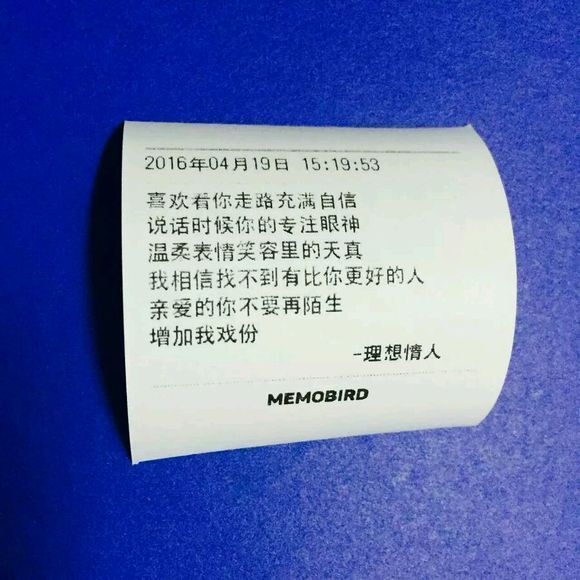 2016年04月19日 15:19:53
喜欢看你走路充满自信
说话时候你的专注眼神
温柔表情笑容里的天真
我相信找不到有比你更好的人
亲爱的你不要再陌生
增加我戏份
-理想情人
MEMOBIRD